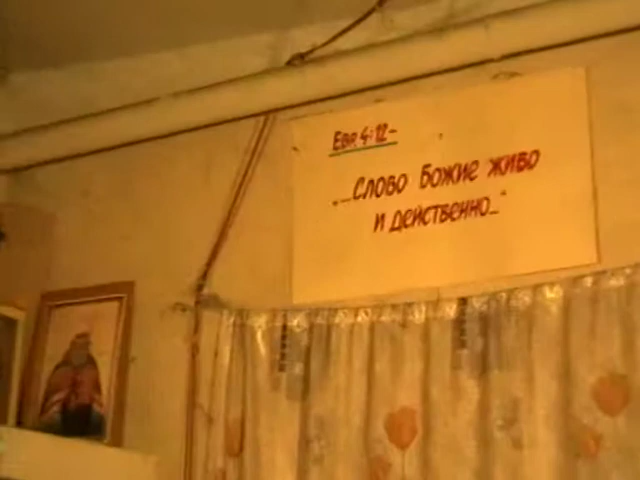 Евр. 4:12-
"...Слово Божие живо
и действенно..."